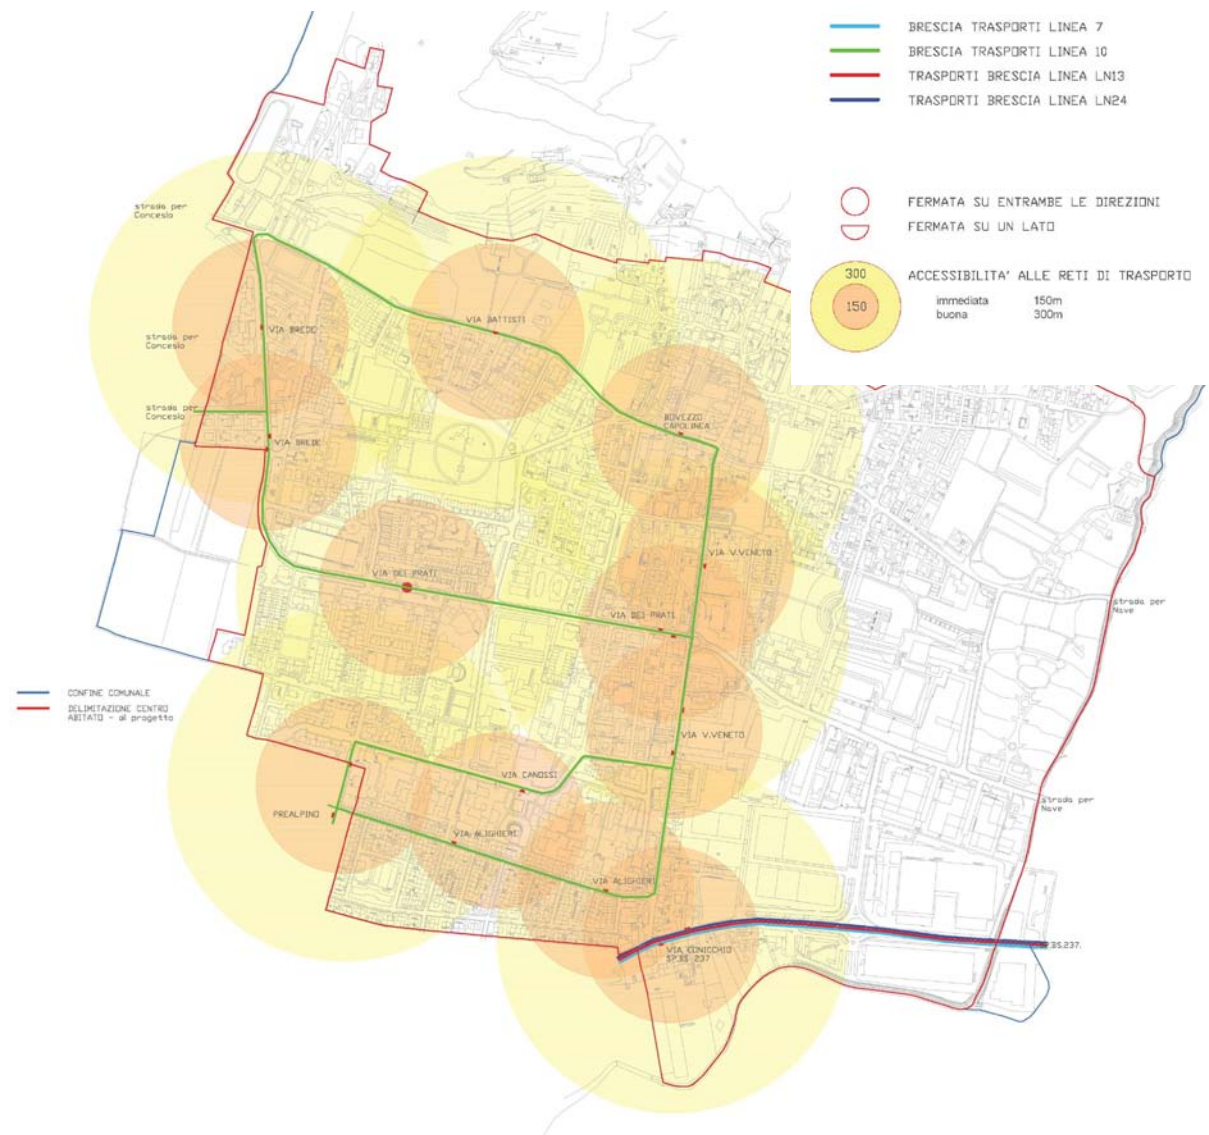 BRESCIA TRASPORTI LINEA 7
BRESCIA TRASPORTI LINEA 10
TRASPORTI BRESCIA LINEA LN13
TRASPORTI BRESCIA LINEA LN24
FERMATA SU ENTRAMBE LE DIREZIONI
FERMATA SU UN LATO
300
150
ACCESSIBILITA' ALLE RETI DI TRASPORTO
immediata 150m
buona 300m
strada per
Concesio
VIA BATTISTI
VIA BREDE
strada per
Concesio
strada per
Concesio
BOVEZZO
CAPOLINEA
VIA BREDE
VIA V.VENETO
VIA DEI PRATI
strada per
Nave
VIA DEI PRATI
CONFINE COMUNALE
DELIMITAZIONE CENTRO
ABITATO - al progetto
VIA V.VENETO
VIA CANOSSI
strada per
Nave
PREALPINO
VIA ALIGHIERI
VIA ALIGHIERI
VIA CONICCHIO
SP.BS 237
SP.BS.237.